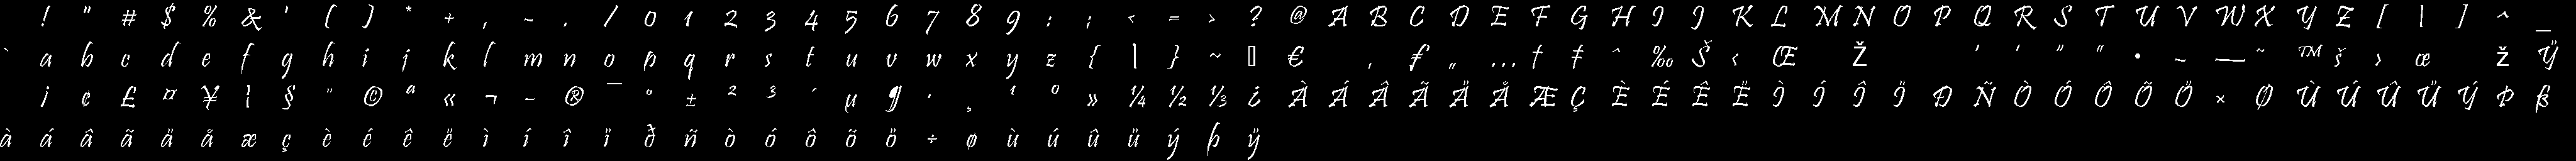 ! " # $ % & ' ( ) * + , - . / 0 1 2 3 4 5 6 7 8 9 : ; < = > ? @ A B C D E F G H I J K L M N O P Q R S T U V W X Y Z [ \ ] ^ _
` a b c d e f g h i j k l m n o p q r s t u v w x y z { | } ~ € ‚ ƒ „ … † ‡ ˆ ‰ Š ‹ Œ Ž ' ' " " • – — ˜ ™ š › œ ž Ÿ
¡ ¢ £ ¤ ¥ ¦ § ¨ © ª « ¬ - ® ¯ ° ± ² ³ ´ µ ¶ · ¸ ¹ º » ¼ ½ ⅓ ¿ À Á Â Ã Ä Å Æ Ç È É Ê Ë Ì Í Î Ï Ð Ñ Ò Ó Ô Õ Ö × Ø Ù Ú Û Ü Ý Þ ß
à á â ã ä å æ ç è é ê ë ì í î ï ð ñ ò ó ô õ ö ÷ ø ù ú û ü ý þ ÿ